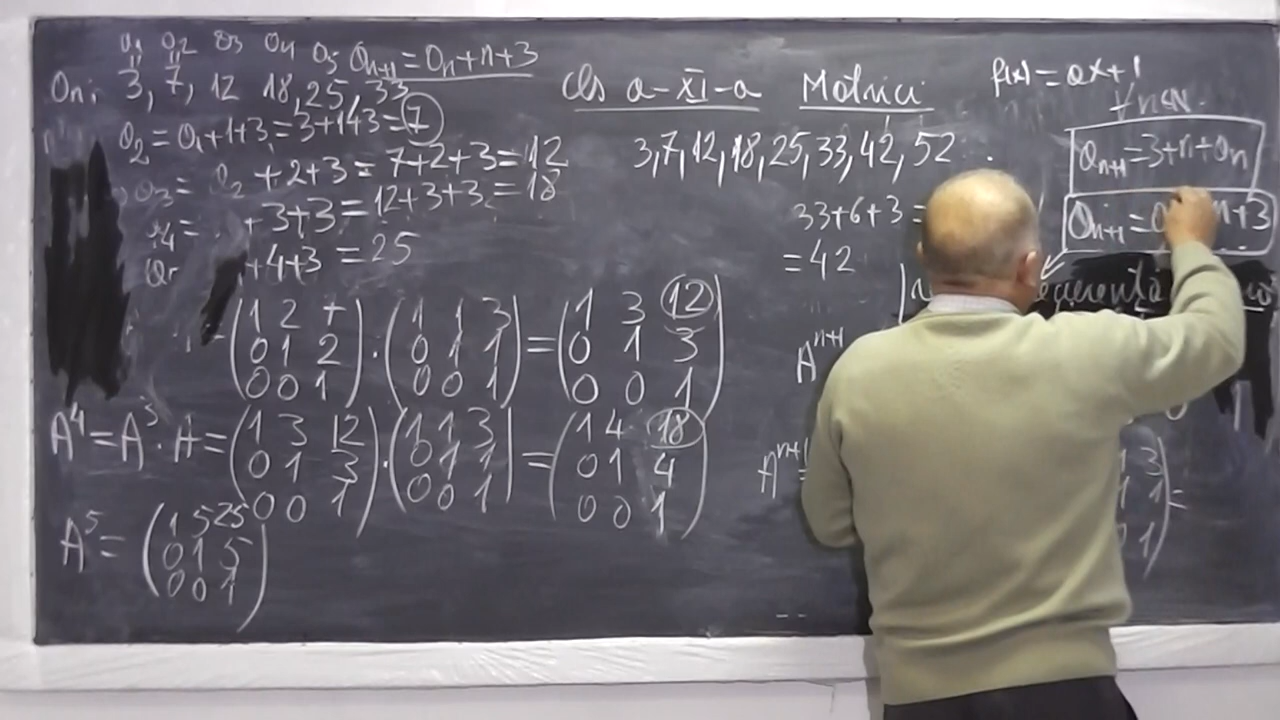 a₁ a₂ a₃ a₄ a₅ aₙ₊₁ = aₙ + n + 3
aₙ: 3, 7, 12 18, 25, 33
a₂ = a₁ + 1 + 3 = 3 + 1 + 3 = 7
a₃ = a₂ + 2 + 3 = 7 + 2 + 3 = 12
+ 3 + 3 = 12 + 3 + 3 = 18
+ 4 + 3 = 25
(1 2 7) (1 1 3) (1 3 12)
(0 1 2) · (0 1 1) = (0 1 3)
(0 0 1) (0 0 1) (0 0 1)
A⁴ = A³ · A = (1 3 12) (1 1 3) (1 4 18)
(0 1 3) · (0 1 1) = (0 1 4)
(0 0 1) (0 0 1) (0 0 1)
A⁵ = (1 5 25)
(0 1 5)
(0 0 1)
Cls a-XI-a Matrici
3, 7, 12, 18, 25, 33, 42, 52
33 + 6 + 3 =
= 42
f(x) = ax + 1
∀ n ∈ N.
aₙ₊₁ = 3 + n + aₙ
aₙ₊₁ = n + 3
Aⁿ⁺¹
Aⁿ⁺¹ =
1 3
1 1 =
0 1